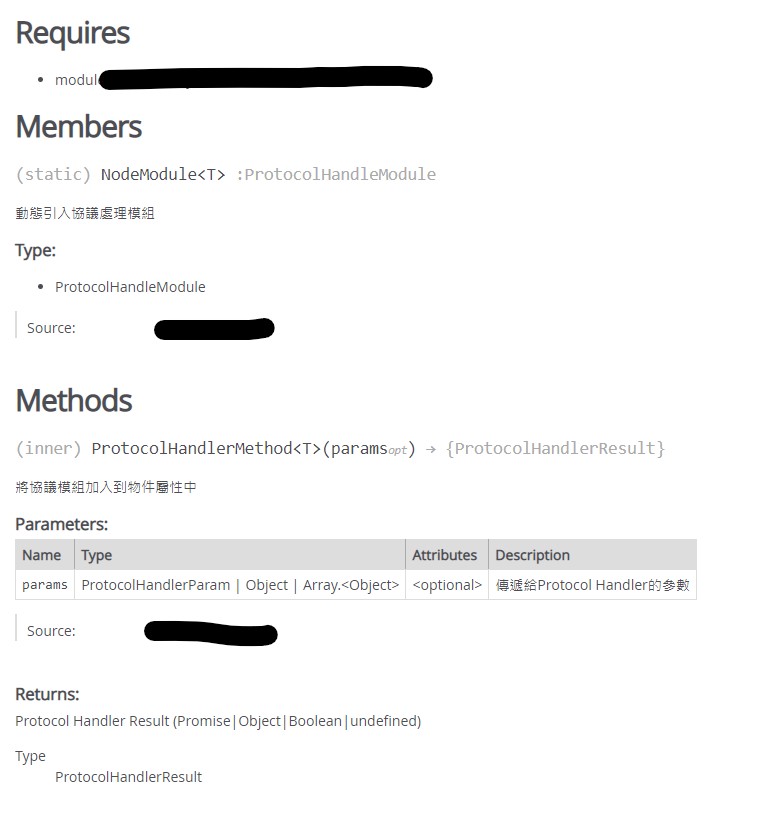 Requires
modul
Members
(static) NodeModule<T> :ProtocolHandleModule
動態引入協議處理模組
Type:
ProtocolHandleModule
Source:
Methods
(inner) ProtocolHandlerMethod<T>(params opt) → {ProtocolHandlerResult}
將協議模組加入到物件屬性中
Parameters:
Name Type Attributes Description
params ProtocolHandlerParam | Object | Array.<Object> <optional> 傳遞給Protocol Handler的參數
Source:
Returns:
Protocol Handler Result (Promise|Object|Boolean|undefined)
Type
ProtocolHandlerResult